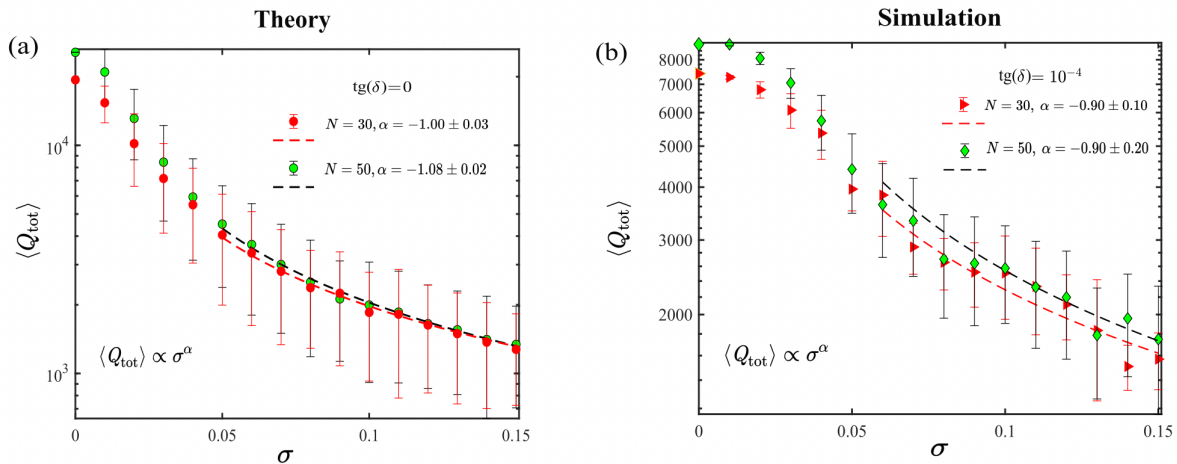 Theory
(a)
tg(δ)=0
N = 30, α = −1.00 ± 0.03
N = 50, α = −1.08 ± 0.02
⟨Q_tot⟩ ∝ σ^α
⟨Q_tot⟩
10^4
10^3
0
0.05
0.1
0.15
σ
Simulation
(b)
tg(δ) = 10^−4
N = 30, α = −0.90 ± 0.10
N = 50, α = −0.90 ± 0.20
⟨Q_tot⟩ ∝ σ^α
⟨Q_tot⟩
8000
7000
6000
5000
4000
3000
2000
0
0.05
0.1
0.15
σ